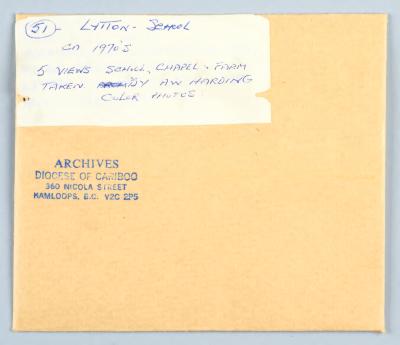 (51) - LYTTON - SCHOOL
CA 1970'S
5 VIEWS SCHOOL, CHAPEL, FARM
TAKEN BY AW HARDING
COLOR PHOTOS
ARCHIVES
DIOCESE OF CARIBOO
360 NICOLA STREET
KAMLOOPS, B.C. V2C 2P5